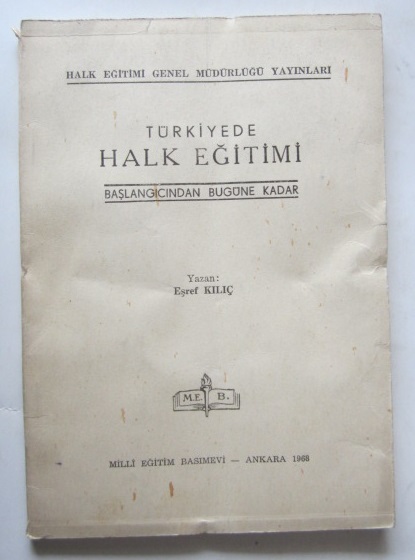 HALK EĞİTİMİ GENEL MÜDÜRLÜĞÜ YAYINLARI
TÜRKİYEDE
HALK EĞİTİMİ
BAŞLANGICINDAN BUGÜNE KADAR
Yazan:
Eşref KILIÇ
M.E. B.
MİLLÎ EĞİTİM BASIMEVİ — ANKARA 1968